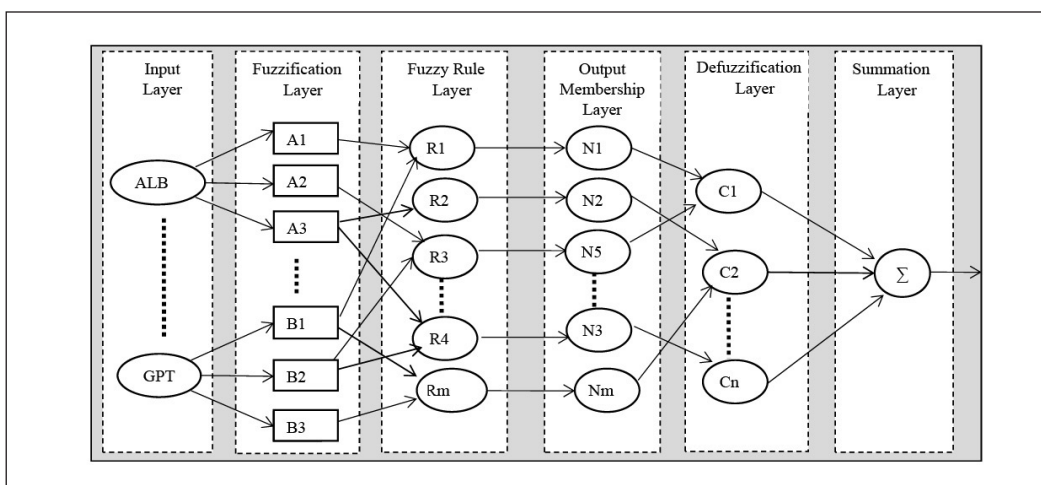 Input
Layer
Fuzzification
Layer
Fuzzy Rule
Layer
Output
Membership
Layer
Defuzzification
Layer
Summation
Layer
ALB
GPT
A1
A2
A3
B1
B2
B3
R1
R2
R3
R4
Rm
N1
N2
N5
N3
Nm
C1
C2
Cn
Σ